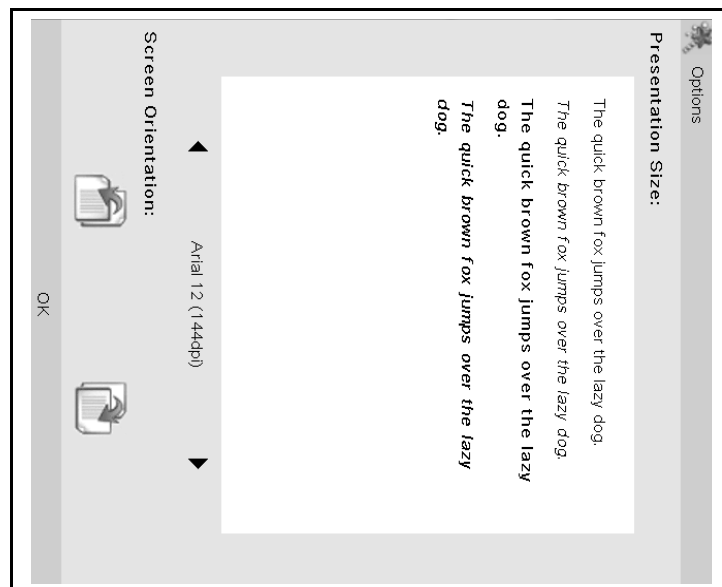 Options
Presentation Size:
The quick brown fox jumps over the lazy dog.
The quick brown fox jumps over the lazy dog.
The quick brown fox jumps over the lazy
dog.
The quick brown fox jumps over the lazy
dog.
Arial 12 (144dpi)
Screen Orientation:
OK